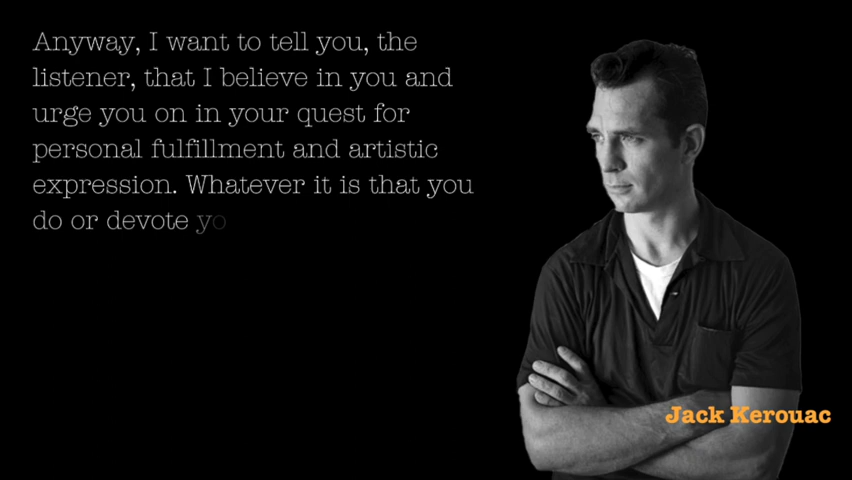 Anyway, I want to tell you, the
listener, that I believe in you and
urge you on in your quest for
personal fulfillment and artistic
expression. Whatever it is that you
do or devote yo
Jack Kerouac